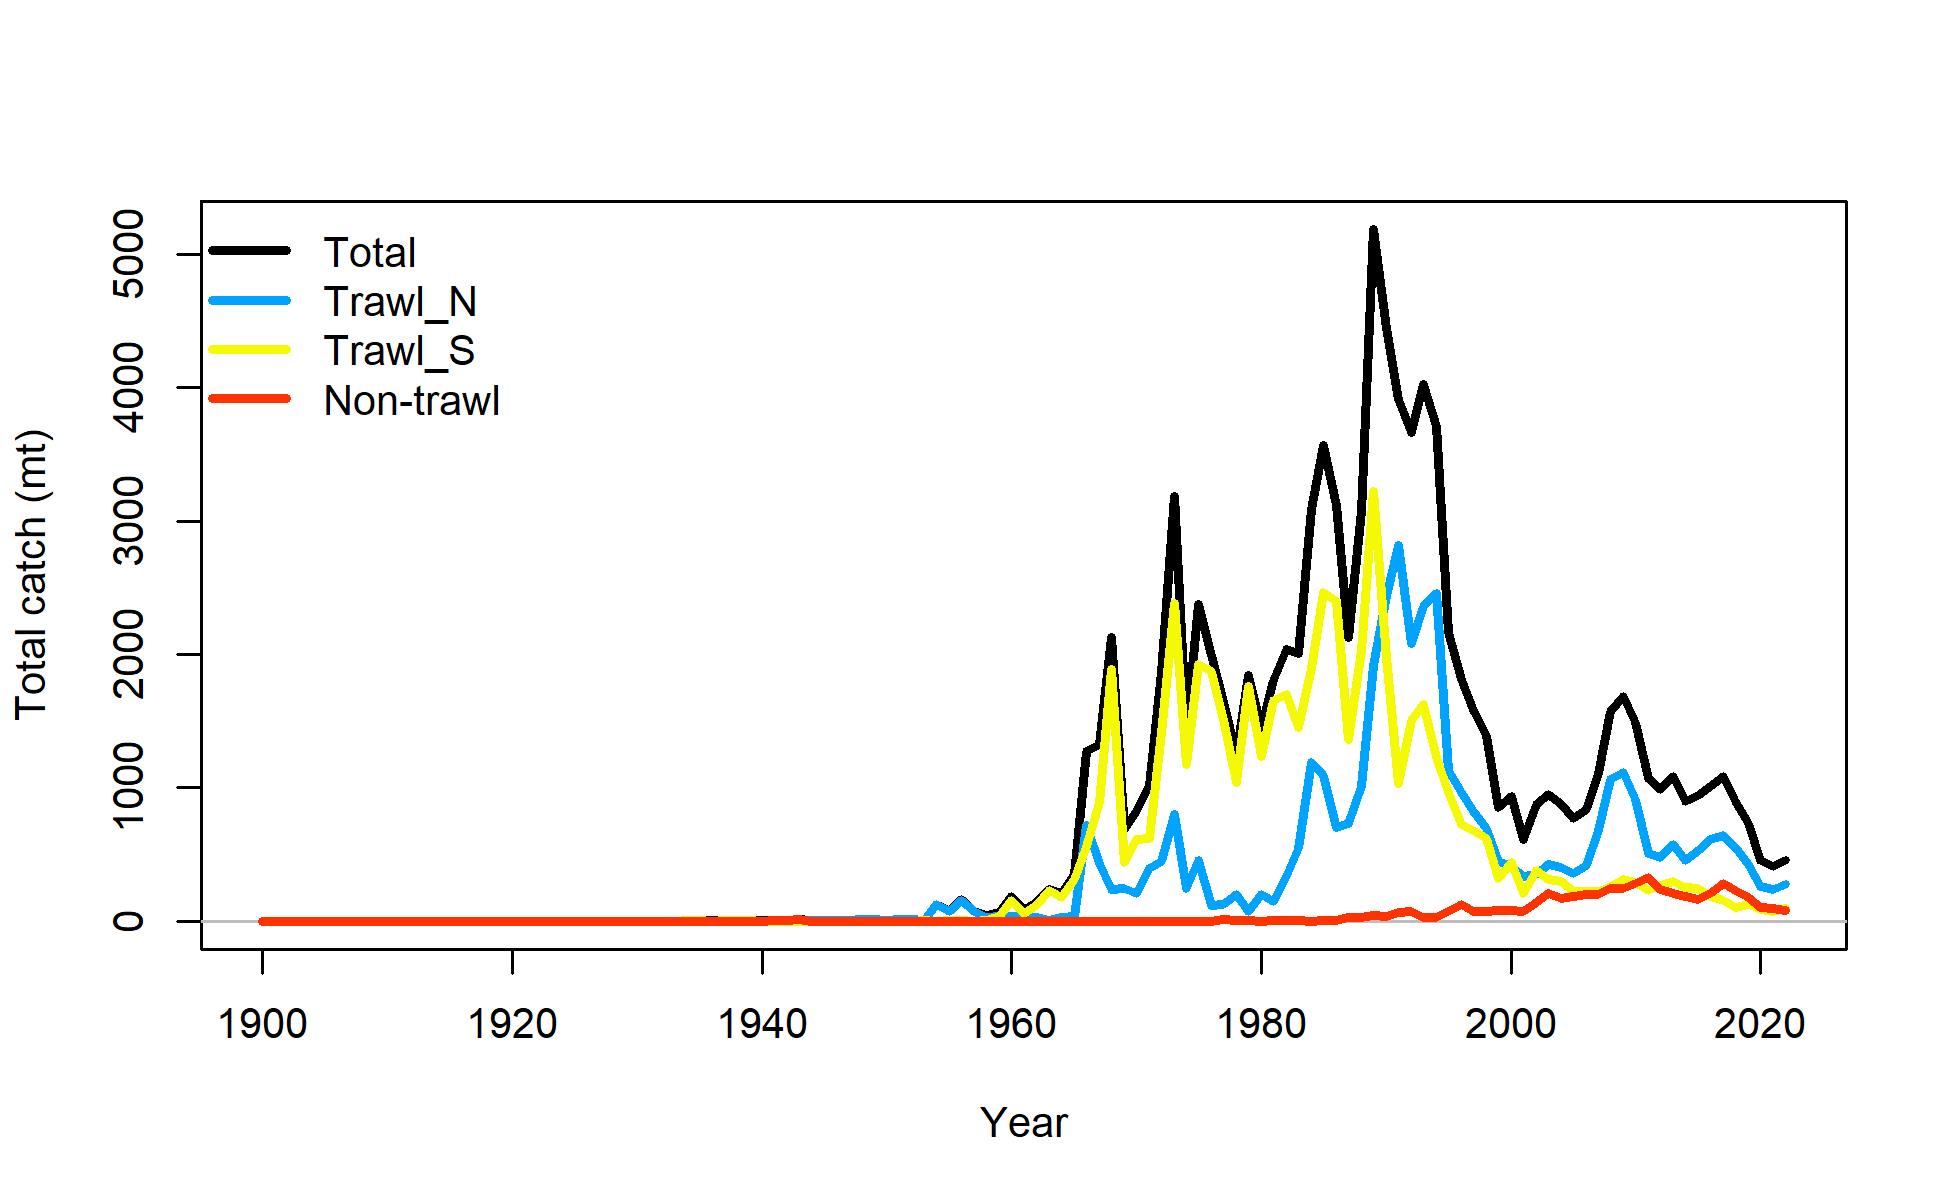 Total
Trawl_N
Trawl_S
Non-trawl
Total catch (mt)
5000
4000
3000
2000
1000
0
1900 1920 1940 1960 1980 2000 2020
Year